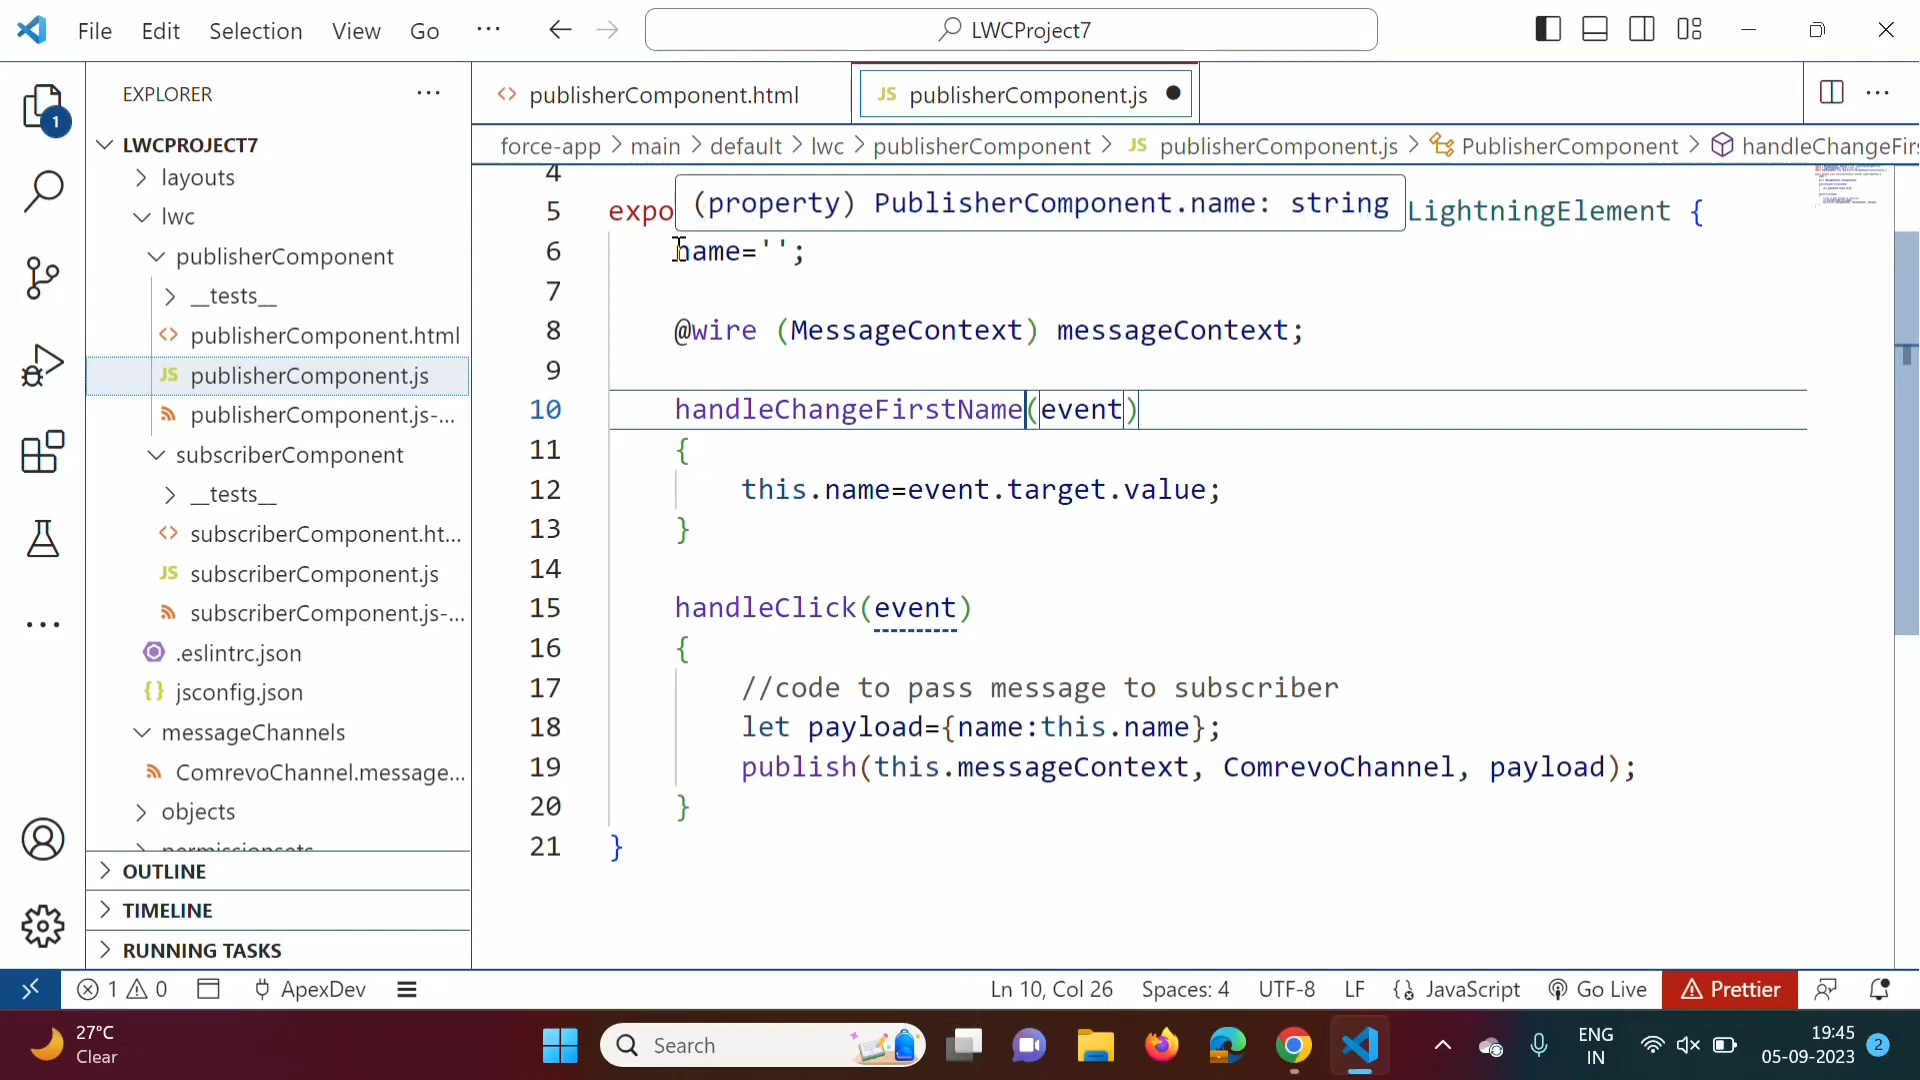 File Edit Selection View Go ... LWCProject7
EXPLORER ...
LWCPROJECT7
layouts
lwc
publisherComponent
__tests__
publisherComponent.html
publisherComponent.js
publisherComponent.js-...
subscriberComponent
__tests__
subscriberComponent.ht...
subscriberComponent.js
subscriberComponent.js-...
.eslintrc.json
jsconfig.json
messageChannels
ComrevoChannel.message...
objects
permissionsets
OUTLINE
TIMELINE
RUNNING TASKS
1
publisherComponent.html JS publisherComponent.js
force-app > main > default > lwc > publisherComponent > JS publisherComponent.js > PublisherComponent > handleChangeFirs
4
(property) PublisherComponent.name: string
5 expo LightningElement {
6 name='';
7
8 @wire (MessageContext) messageContext;
9
10 handleChangeFirstName(event)
11 {
12 this.name=event.target.value;
13 }
14
15 handleClick(event)
16 {
17 //code to pass message to subscriber
18 let payload={name:this.name};
19 publish(this.messageContext, ComrevoChannel, payload);
20 }
21 }
1 0 ApexDev Ln 10, Col 26 Spaces: 4 UTF-8 LF JavaScript Go Live Prettier
27°C
Clear
Search
ENG
IN
19:45
05-09-2023
2